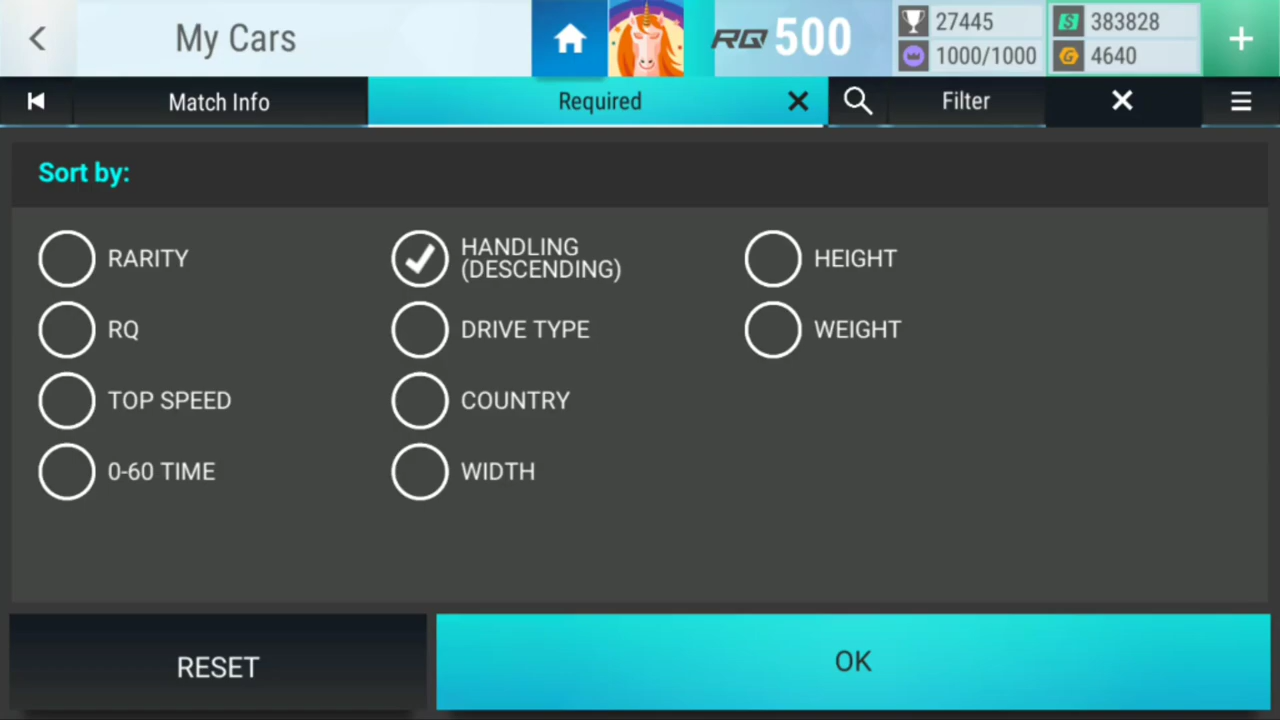 My Cars
RQ 500
27445
1000/1000
383828
4640
Match Info
Required
Filter
Sort by:
RARITY
HANDLING
(DESCENDING)
HEIGHT
RQ
DRIVE TYPE
WEIGHT
TOP SPEED
COUNTRY
0-60 TIME
WIDTH
RESET
OK